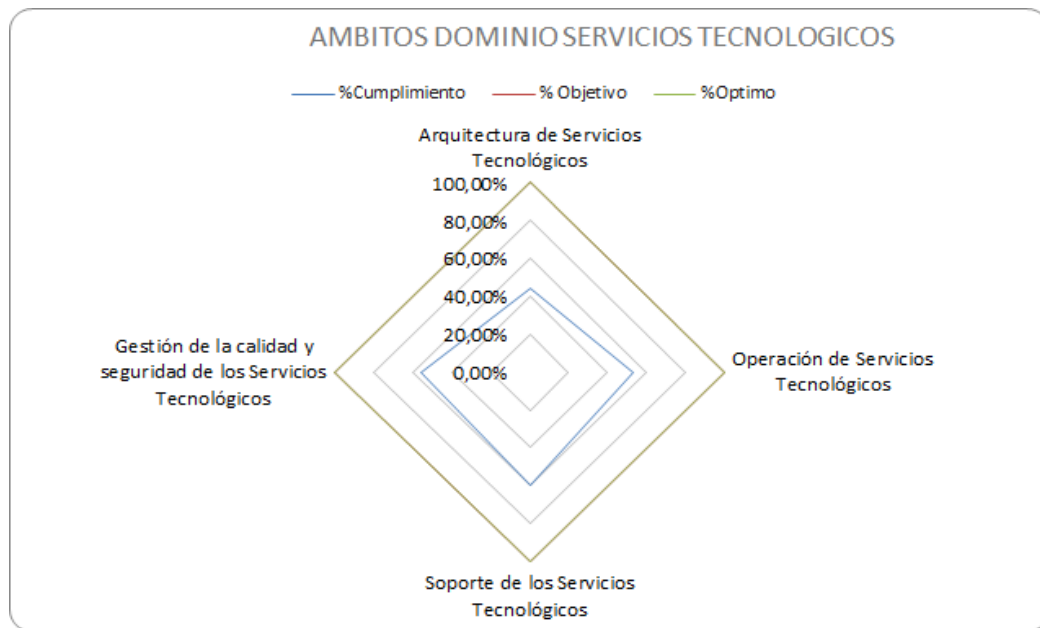 AMBITOS DOMINIO SERVICIOS TECNOLOGICOS
%Cumplimiento
% Objetivo
%Optimo
Arquitectura de Servicios
Tecnológicos
100,00%
80,00%
60,00%
40,00%
20,00%
0,00%
Gestión de la calidad y
seguridad de los Servicios
Tecnológicos
Operación de Servicios
Tecnológicos
Soporte de los Servicios
Tecnológicos